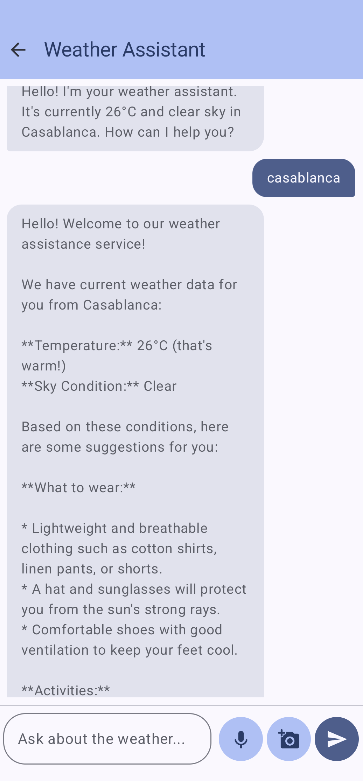 Weather Assistant
Hello! I'm your weather assistant.
It's currently 26°C and clear sky in
Casablanca. How can I help you?
casablanca
Hello! Welcome to our weather
assistance service!
We have current weather data for
you from Casablanca:
**Temperature:** 26°C (that's
warm!)
**Sky Condition:** Clear
Based on these conditions, here
are some suggestions for you:
**What to wear:**
* Lightweight and breathable
clothing such as cotton shirts,
linen pants, or shorts.
* A hat and sunglasses will protect
you from the sun's strong rays.
* Comfortable shoes with good
ventilation to keep your feet cool.
**Activities:**
Ask about the weather...